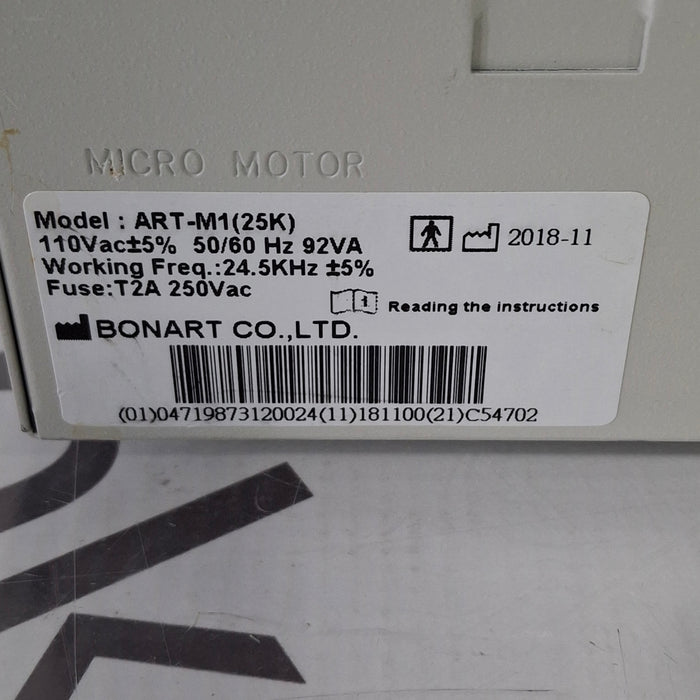 MICRO MOTOR
Model : ART-M1(25K)
110Vac±5% 50/60 Hz 92VA
2018-11
Working Freq.:24.5KHz ±5%
Fuse:T2A 250Vac
Reading the instructions
BONART CO.,LTD.
(01)04719873120024(11)181100(21)C54702